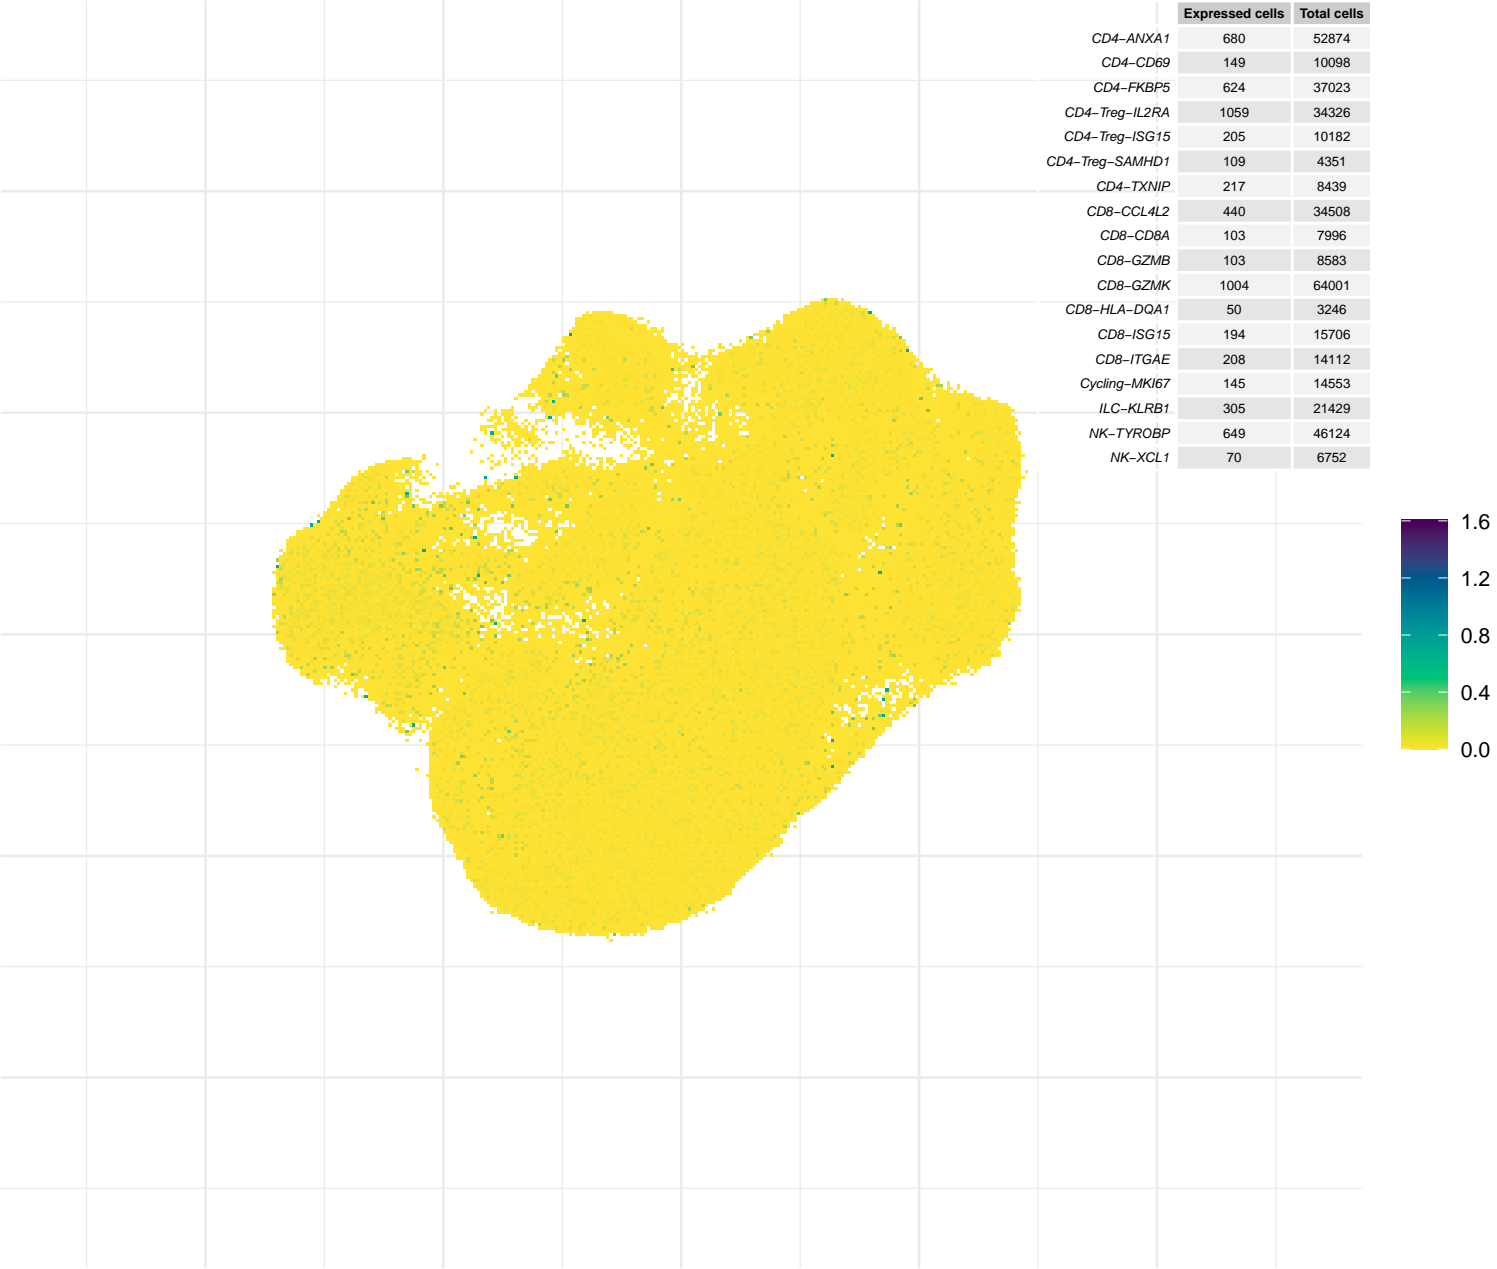 Expressed cells Total cells
CD4−ANXA1 680 52874
CD4−CD69 149 10098
CD4−FKBP5 624 37023
CD4−Treg−IL2RA 1059 34326
CD4−Treg−ISG15 205 10182
CD4−Treg−SAMHD1 109 4351
CD4−TXNIP 217 8439
CD8−CCL4L2 440 34508
CD8−CD8A 103 7996
CD8−GZMB 103 8583
CD8−GZMK 1004 64001
CD8−HLA−DQA1 50 3246
CD8−ISG15 194 15706
CD8−ITGAE 208 14112
Cycling−MKI67 145 14553
ILC−KLRB1 305 21429
NK−TYROBP 649 46124
NK−XCL1 70 6752
1.6
1.2
0.8
0.4
0.0